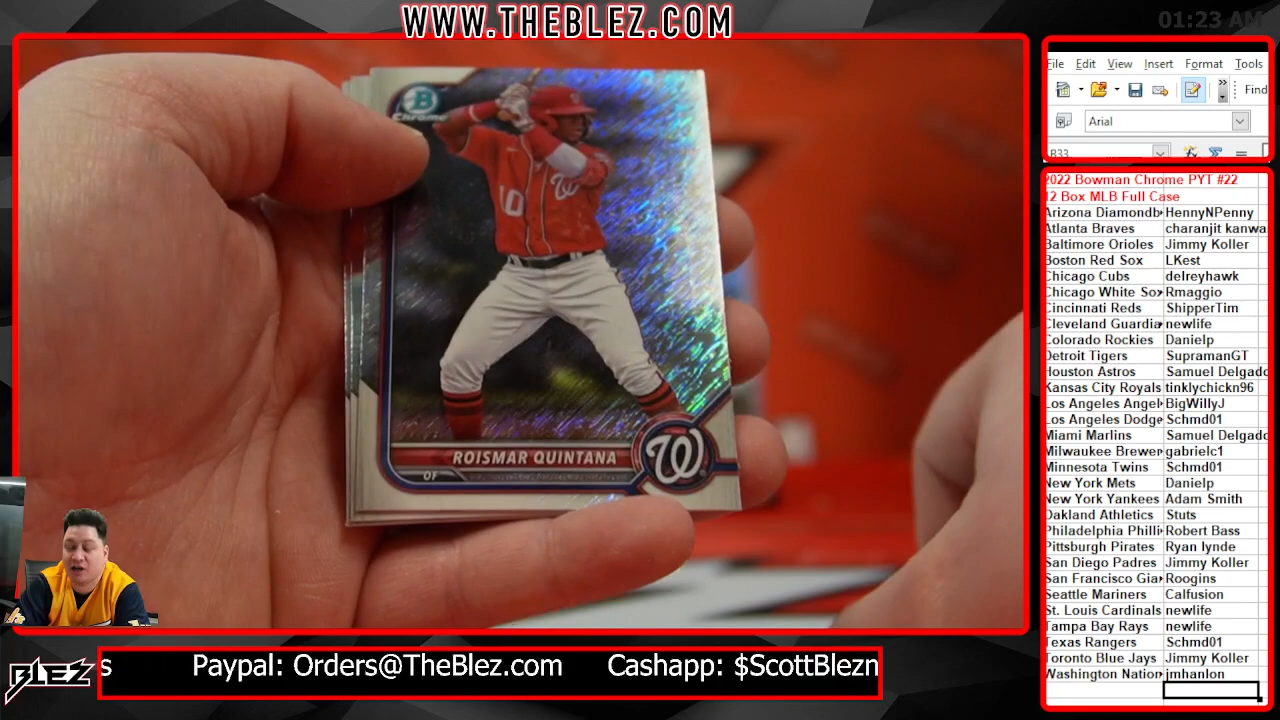 WWW.THEBLEZ.COM
01:23 AM
B
Chrome
10
W
ROISMAR QUINTANA
OF
W
File Edit View Insert Format Tools
Find
Arial
B33
2022 Bowman Chrome PYT #22
12 Box MLB Full Case
Arizona Diamondb HennyNPenny
Atlanta Braves charanjit kanwa
Baltimore Orioles Jimmy Koller
Boston Red Sox LKest
Chicago Cubs delreyhawk
Chicago White Sox Rmaggio
Cincinnati Reds ShipperTim
Cleveland Guardia newlife
Colorado Rockies Danielp
Detroit Tigers SupramanGT
Houston Astros Samuel Delgado
Kansas City Royals tinklychickn96
Los Angeles Angel BigWillyJ
Los Angeles Dodge Schmd01
Miami Marlins Samuel Delgado
Milwaukee Brewer gabrielc1
Minnesota Twins Schmd01
New York Mets Danielp
New York Yankees Adam Smith
Oakland Athletics Stuts
Philadelphia Philli Robert Bass
Pittsburgh Pirates Ryan lynde
San Diego Padres Jimmy Koller
San Francisco Gia Roogins
Seattle Mariners Calfusion
St. Louis Cardinals newlife
Tampa Bay Rays newlife
Texas Rangers Schmd01
Toronto Blue Jays Jimmy Koller
Washington Nation jmhanlon
BLEZ
s Paypal: Orders@TheBlez.com Cashapp: $ScottBlezn